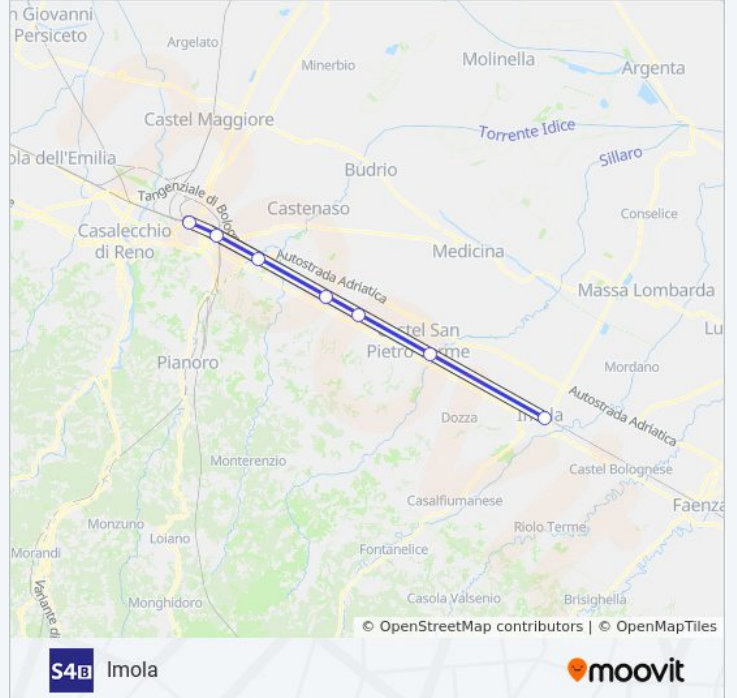 n Giovanni
Persiceto
Argelato
Minerbio
Molinella
Argenta
Castel Maggiore
Torrente Idice
ola dell'Emilia
Budrio
Sillaro
Tangenziale di Bolog
Castenaso
Conselice
Casalecchio
di Reno
Medicina
Autostrada Adriatica
Massa Lombarda
stel San
Pietro Terme
Lu
Pianoro
Mordano
Autostrada Adriatica
Dozza
Imola
Monterenzio
Castel Bolognese
Casalfiumanese
Faenza
Monzuno
Riolo Terme
Loiano
Morandi
Fontanelice
Variante di
Monghidoro
Casola Valsenio
Brisighella
© OpenStreetMap contributors | © OpenMapTiles
S4B
Imola
moovit